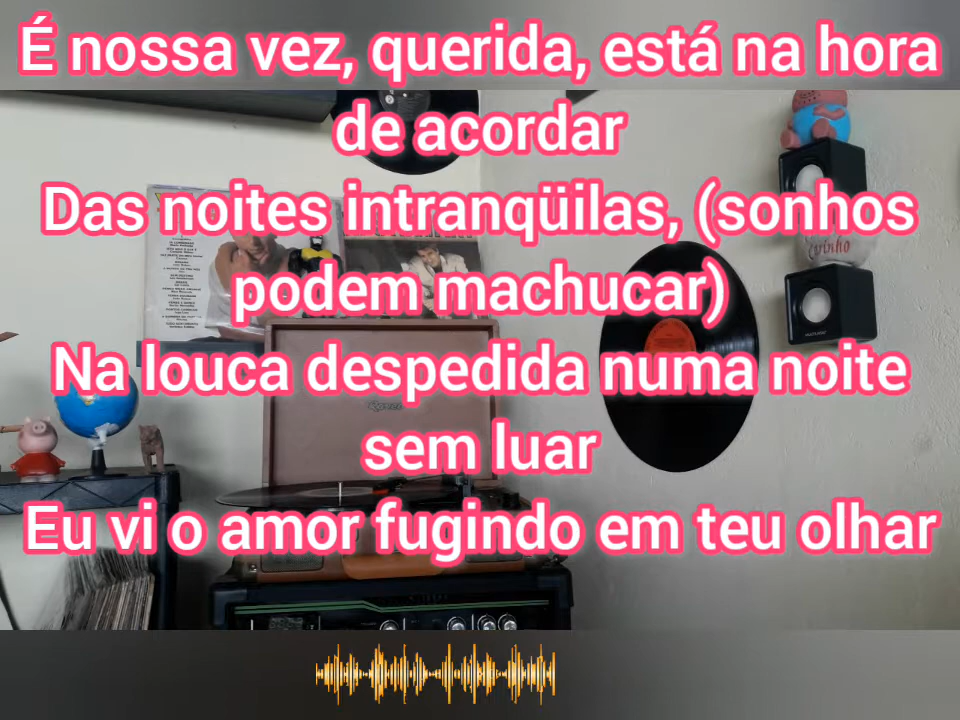 É nossa vez, querida, está na hora
de acordar
Das noites intranqüilas, (sonhos
podem machucar)
Na louca despedida numa noite
sem luar
Eu vi o amor fugindo em teu olhar